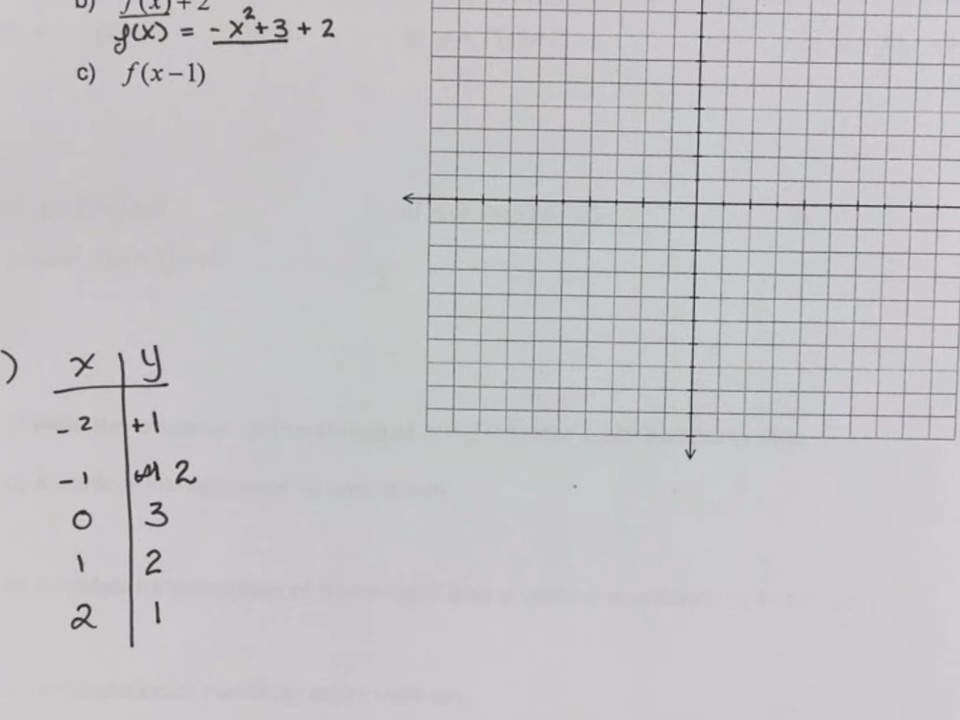 b) f(x)+2
g(x) = -x²+3 + 2
c) f(x−1)
) x y
-2 +1
-1 2
0 3
1 2
2 1